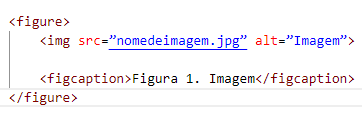 <figure>
<img src=”nomedeimagem.jpg” alt=”Imagem”>
<figcaption>Figura 1. Imagem</figcaption>
</figure>